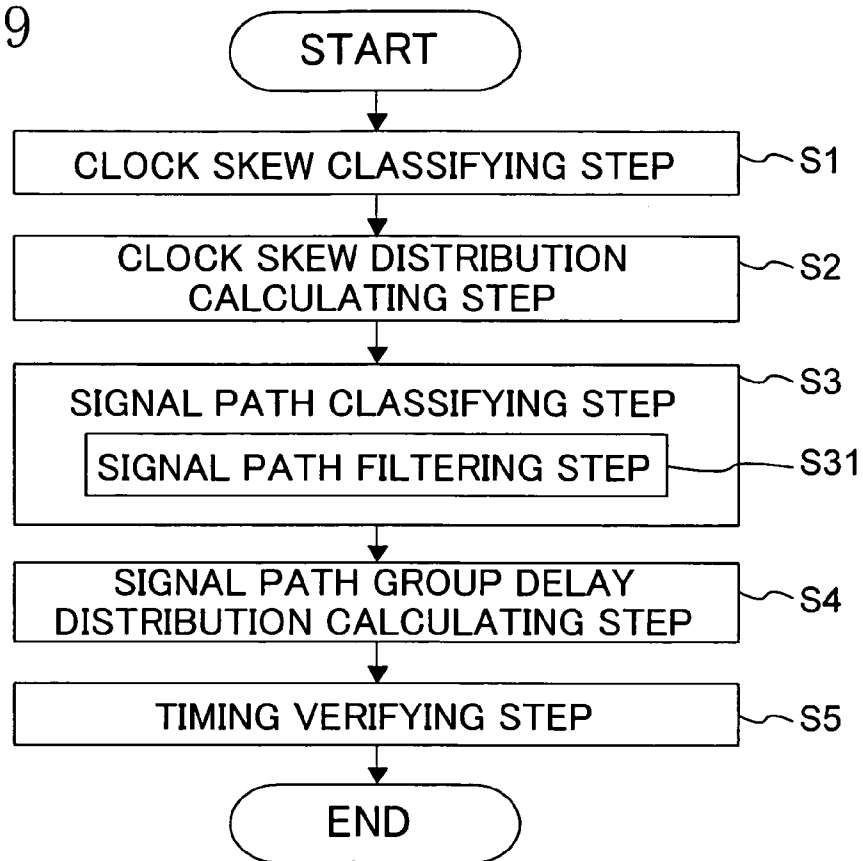 9
START
CLOCK SKEW CLASSIFYING STEP
S1
CLOCK SKEW DISTRIBUTION
CALCULATING STEP
S2
SIGNAL PATH CLASSIFYING STEP
S3
SIGNAL PATH FILTERING STEP
S31
SIGNAL PATH GROUP DELAY
DISTRIBUTION CALCULATING STEP
S4
TIMING VERIFYING STEP
S5
END